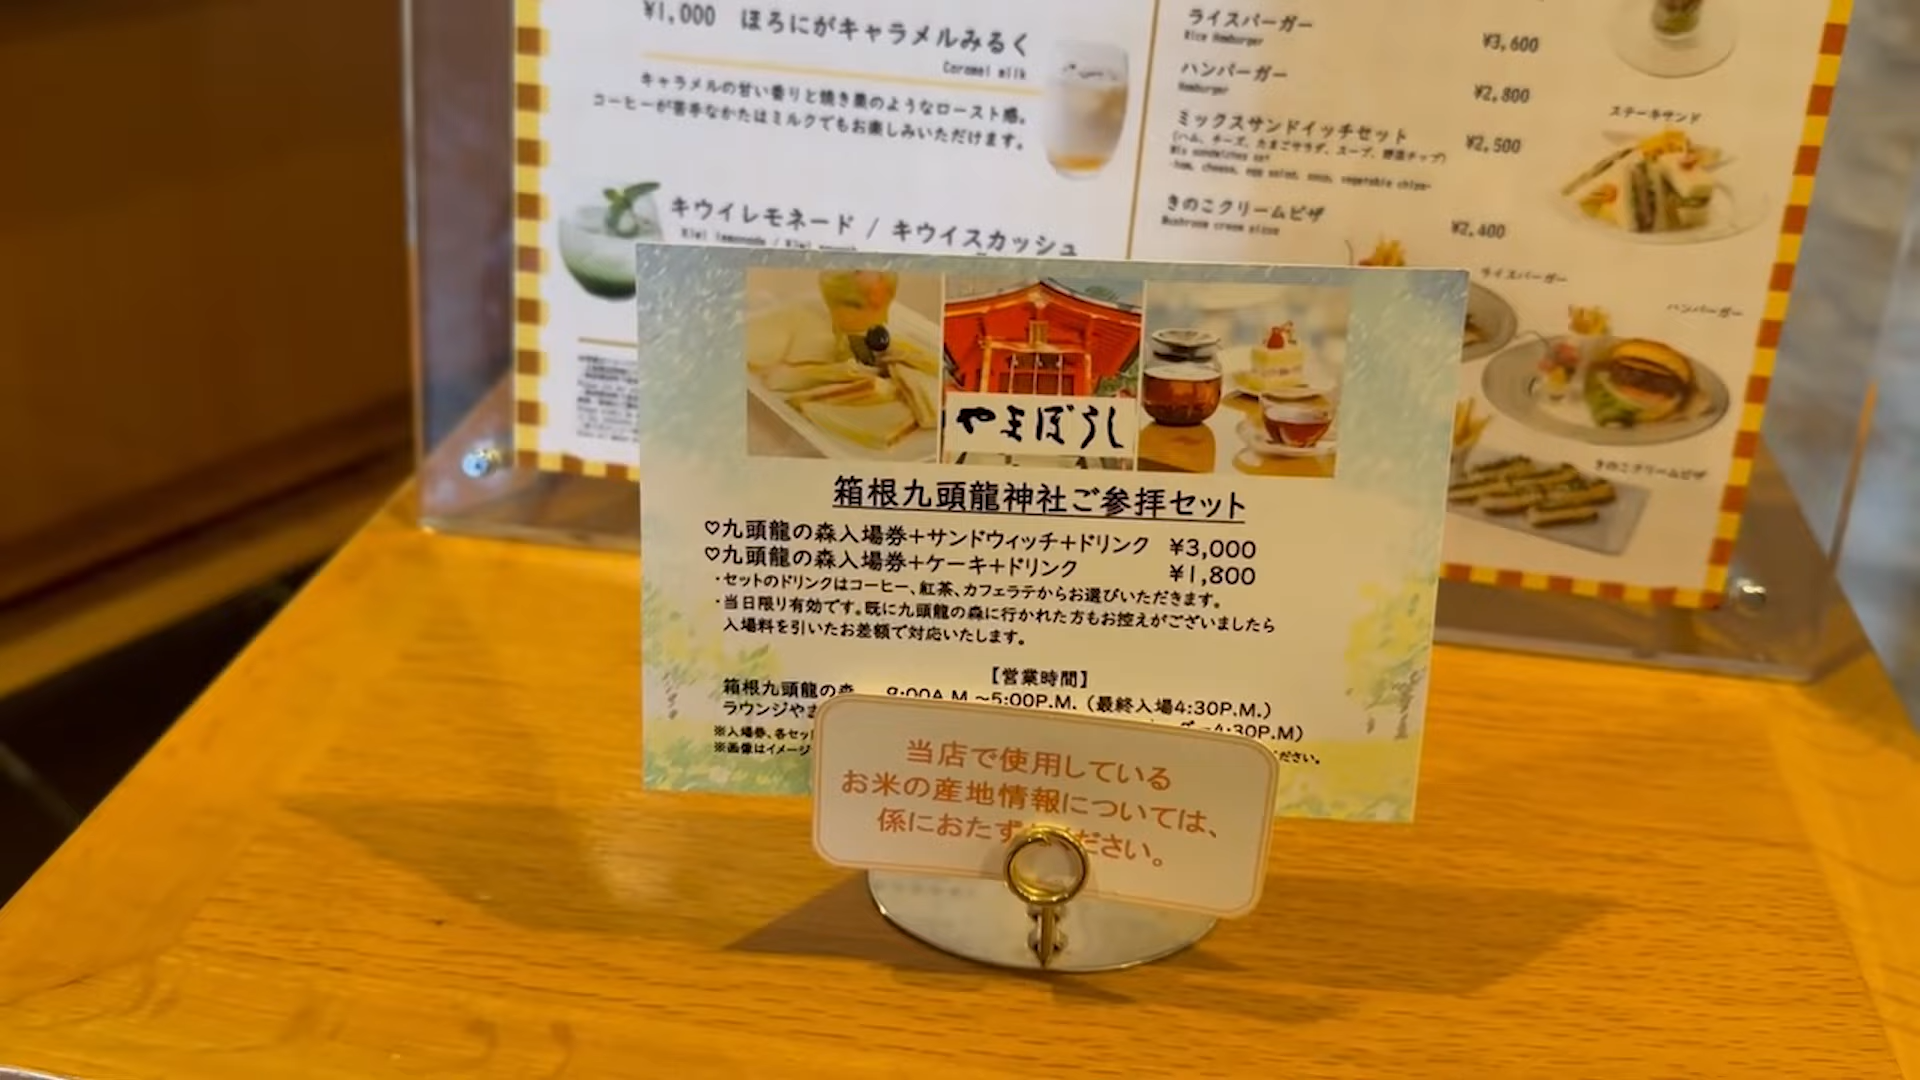 ¥1,000 ほろにがキャラメルみるく
Caramel milk
キャラメルの甘い香りと焼き栗のようなロースト感。
コーヒーが苦手なかたはミルクでもお楽しみいただけます。
キウイレモネード / キウイスカッシュ
ライスバーガー ¥3,600
Rice Hamburger
ハンバーガー ¥2,800
Hamburger
ミックスサンドイッチセット ¥2,500
(ハム、チーズ、たまごサラダ、スープ、野菜チップ)
Mix sandwiches set
-ham, cheese, egg salad, soup, vegetable chips-
きのこクリームピザ ¥2,400
Mushroom cream pizza
ステーキサンド
ライスバーガー
ハンバーガー
きのこクリームピザ
やまぼうし
箱根九頭龍神社ご参拝セット
♡九頭龍の森入場券+サンドウィッチ+ドリンク ¥3,000
♡九頭龍の森入場券+ケーキ+ドリンク ¥1,800
・セットのドリンクはコーヒー、紅茶、カフェラテからお選びいただきます。
・当日限り有効です。既に九頭龍の森に行かれた方もお控えがございましたら
入場料を引いたお差額で対応いたします。
【営業時間】
箱根九頭龍の森 9:00A.M.~5:00P.M. (最終入場4:30P.M.)
ラウンジやま 4:30P.M)
※入場券、各セッ
※画像はイメージ ださい。
当店で使用している
お米の産地情報については、
係におたず ださい。